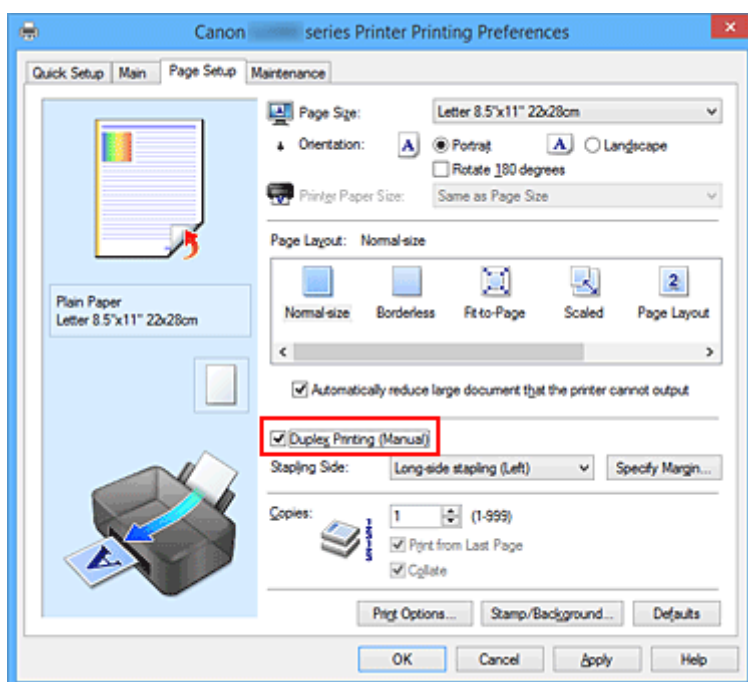 Canon series Printer Printing Preferences
Quick Setup Main Page Setup Maintenance
Page Size: Letter 8.5"x11" 22x28cm
Orientation: A Portrait A Landscape
Rotate 180 degrees
Printer Paper Size: Same as Page Size
Page Layout: Normal-size
2
Normal-size Borderless Fit-to-Page Scaled Page Layout
Plain Paper
Letter 8.5"x11" 22x28cm
Automatically reduce large document that the printer cannot output
Duplex Printing (Manual)
Stapling Side: Long-side stapling (Left) Specify Margin...
Copies: 1 (1-999)
Print from Last Page
Collate
A
Print Options... Stamp/Background... Defaults
OK Cancel Apply Help